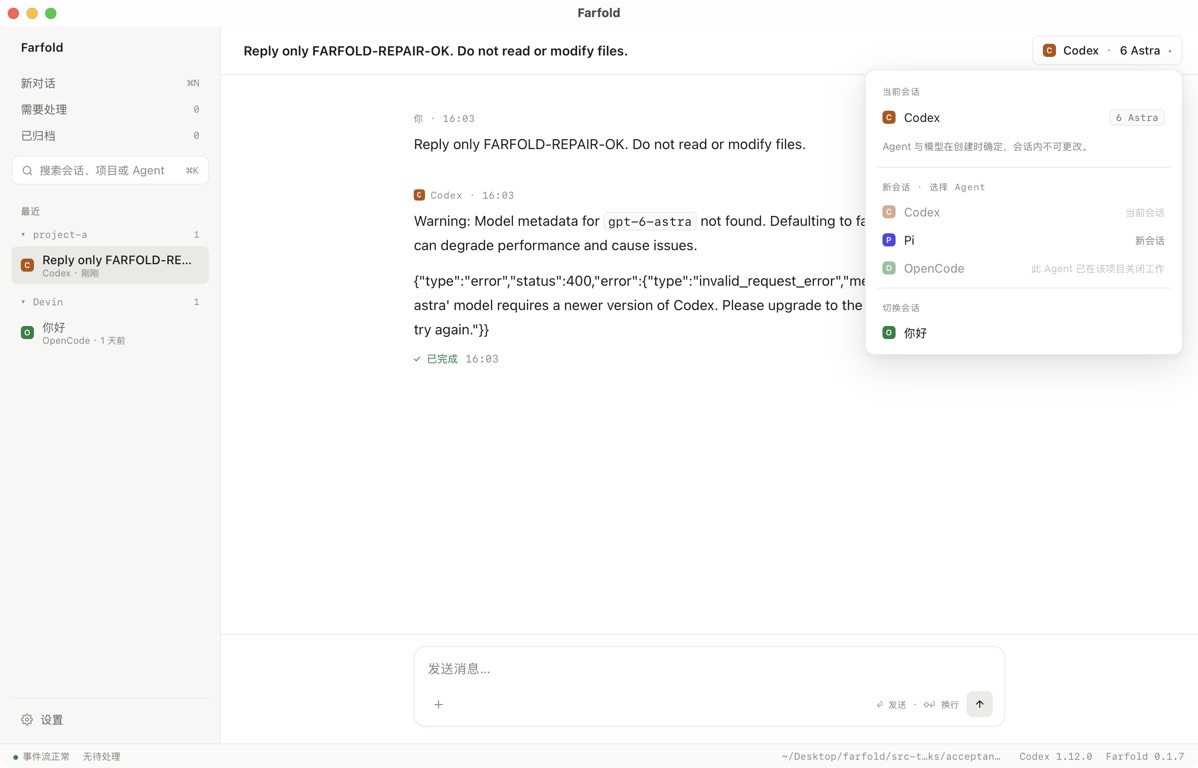 Farfold
Farfold
新对话 ⌘N
需要处理 0
已归档 0
搜索会话、项目或 Agent ⌘K
最近
project-a 1
C Reply only FARFOLD-RE...
Codex · 刚刚
Devin 1
O 你好
OpenCode · 1 天前
设置
Reply only FARFOLD-REPAIR-OK. Do not read or modify files.
C Codex · 6 Astra
你 · 16:03
Reply only FARFOLD-REPAIR-OK. Do not read or modify files.
C Codex · 16:03
Warning: Model metadata for gpt-6-astra not found. Defaulting to fa
can degrade performance and cause issues.
{"type":"error","status":400,"error":{"type":"invalid_request_error","me
astra' model requires a newer version of Codex. Please upgrade to the
try again."}}
✓ 已完成 16:03
当前会话
C Codex 6 Astra
Agent 与模型在创建时确定，会话内不可更改。
新会话 · 选择 Agent
C Codex 当前会话
P Pi 新会话
O OpenCode 此 Agent 已在该项目关闭工作
切换会话
O 你好
发送消息...
+ 发送 · 换行
事件流正常 无待处理
~/Desktop/farfold/src-t…ks/acceptan… Codex 1.12.0 Farfold 0.1.7